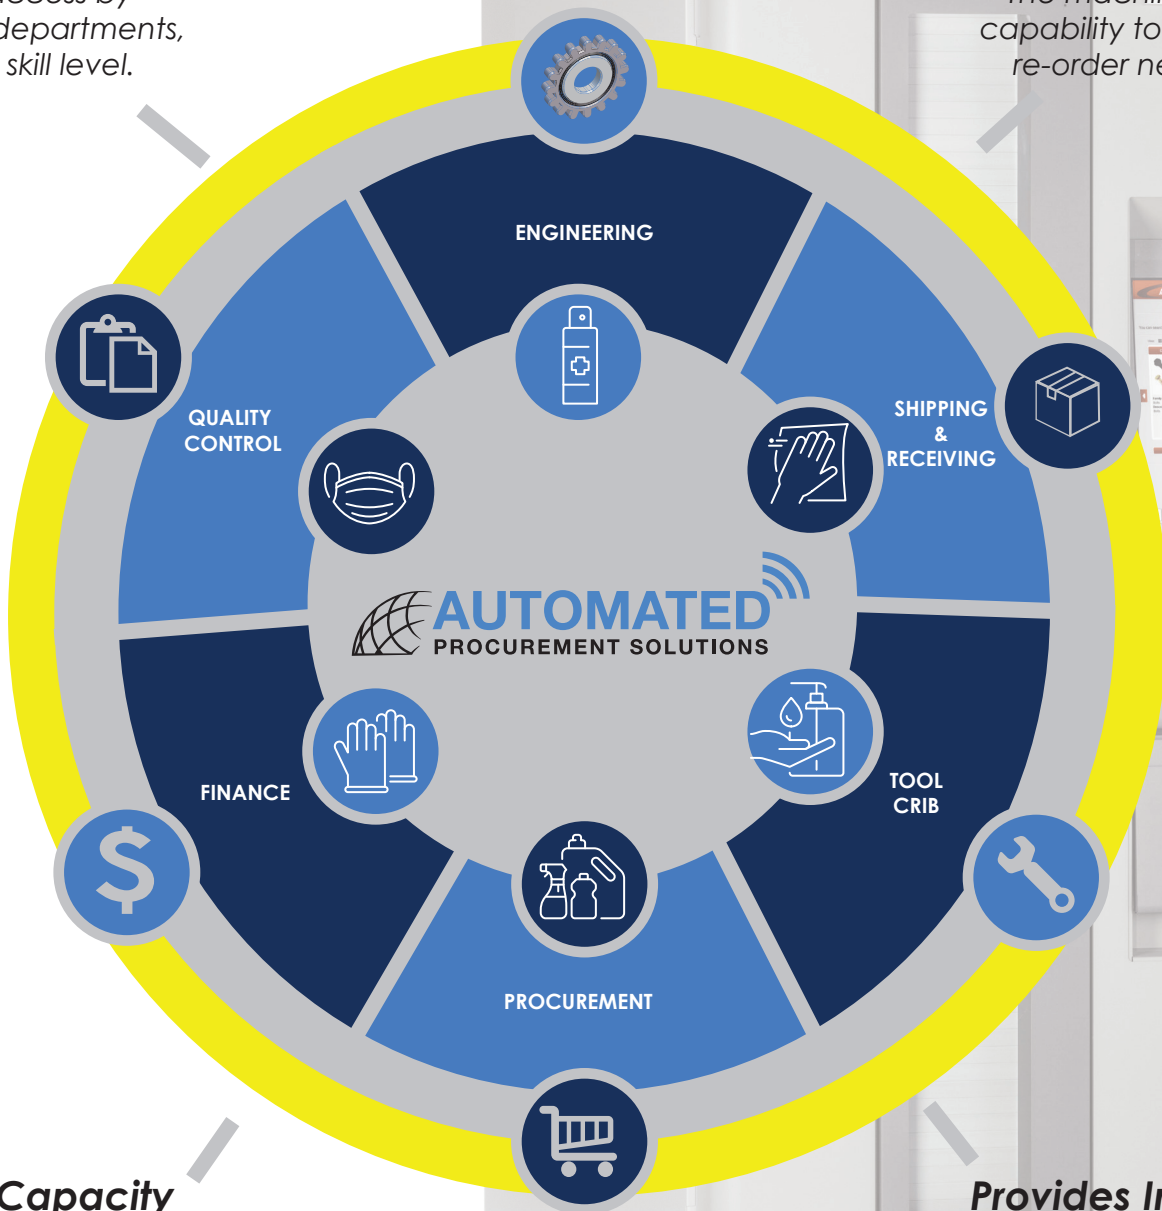 departments,
skill level.
capability to
re-order
ENGINEERING
QUALITY
CONTROL
SHIPPING
&
RECEIVING
AUTOMATED
PROCUREMENT SOLUTIONS
FINANCE
TOOL
CRIB
PROCUREMENT
$
Capacity
Provides